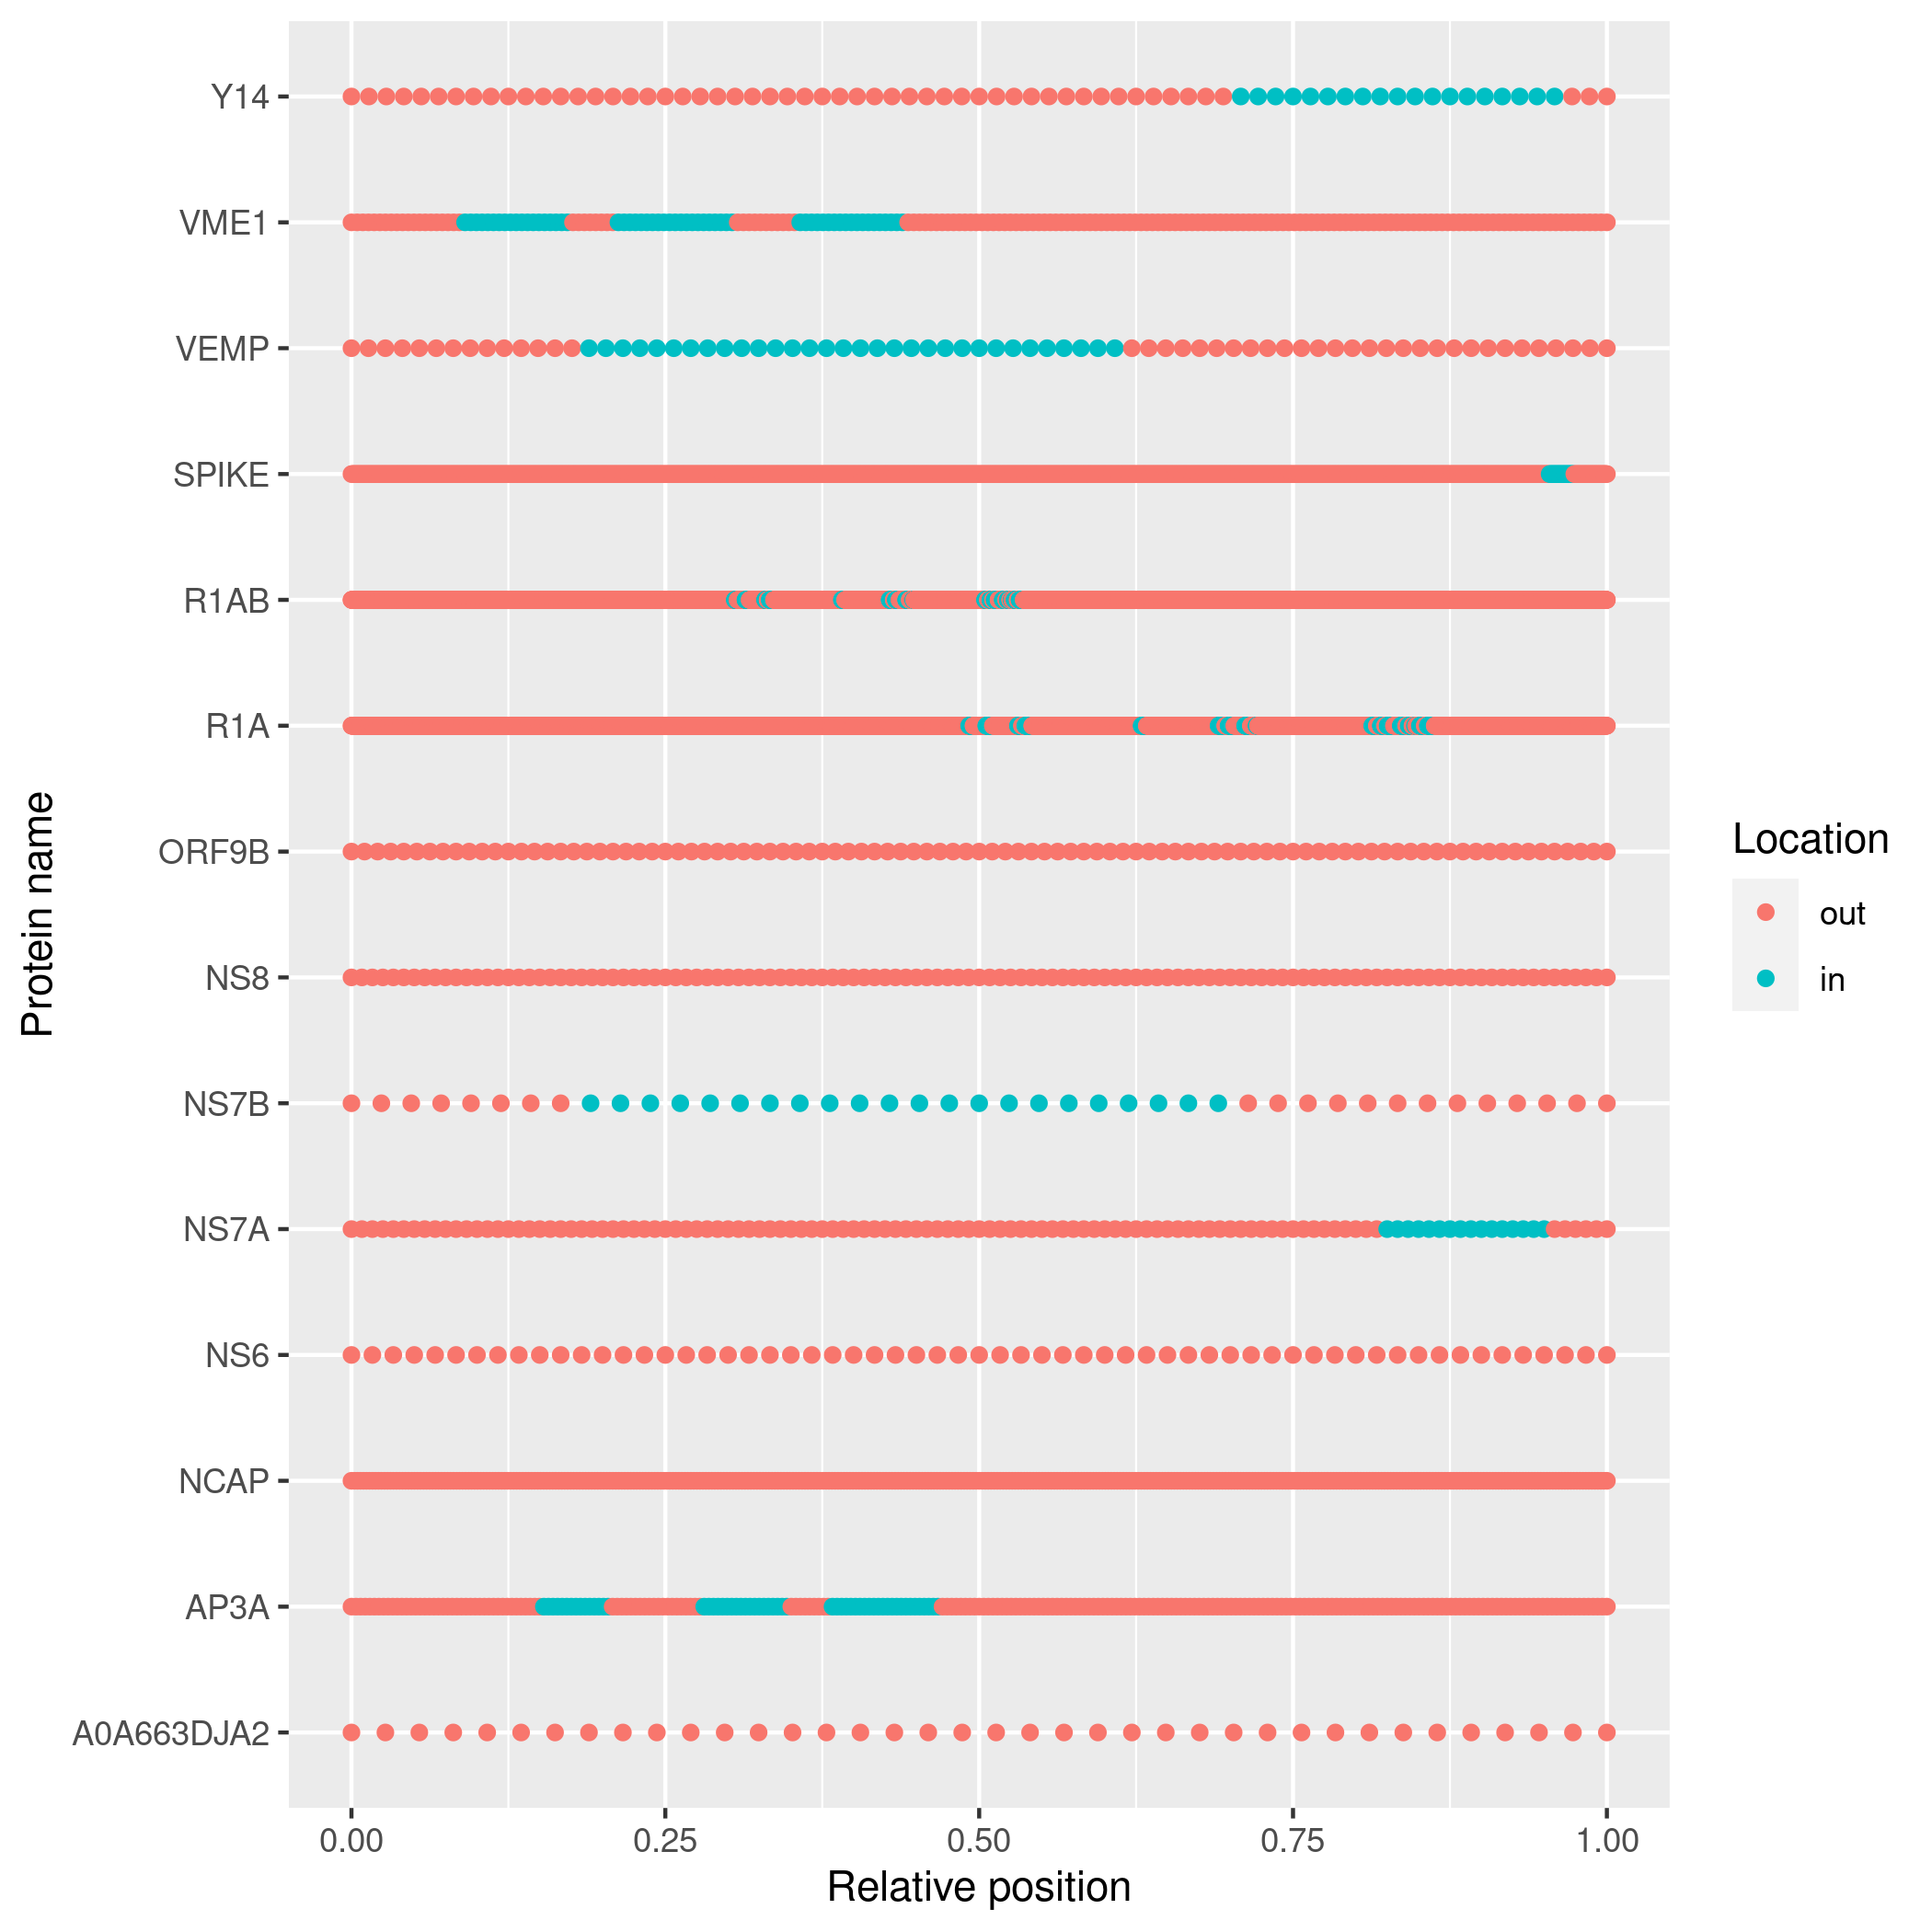 Y14
VME1
VEMP
SPIKE
R1AB
R1A
ORF9B
NS8
NS7B
NS7A
NS6
NCAP
AP3A
A0A663DJA2
Protein name
0.00 0.25 0.50 0.75 1.00
Relative position
Location
out
in